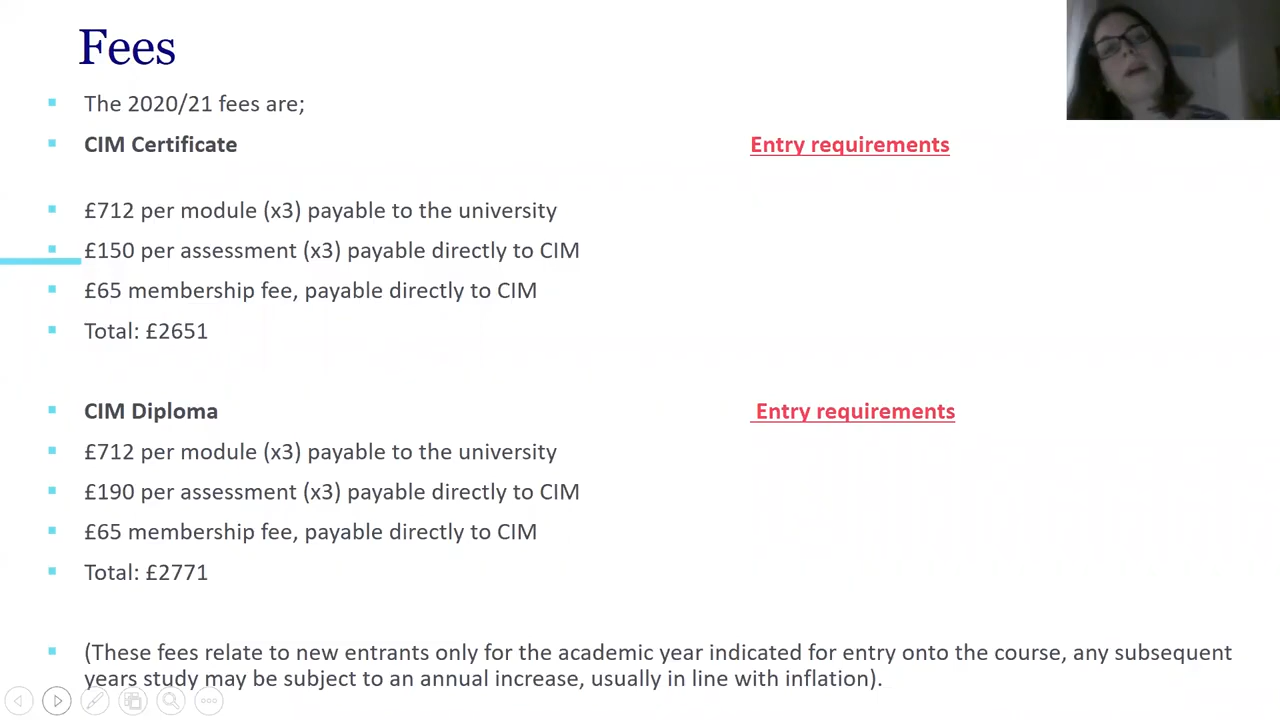 Fees
The 2020/21 fees are;
CIM Certificate
Entry requirements
£712 per module (x3) payable to the university
£150 per assessment (x3) payable directly to CIM
£65 membership fee, payable directly to CIM
Total: £2651
CIM Diploma
Entry requirements
£712 per module (x3) payable to the university
£190 per assessment (x3) payable directly to CIM
£65 membership fee, payable directly to CIM
Total: £2771
(These fees relate to new entrants only for the academic year indicated for entry onto the course, any subsequent
years study may be subject to an annual increase, usually in line with inflation).